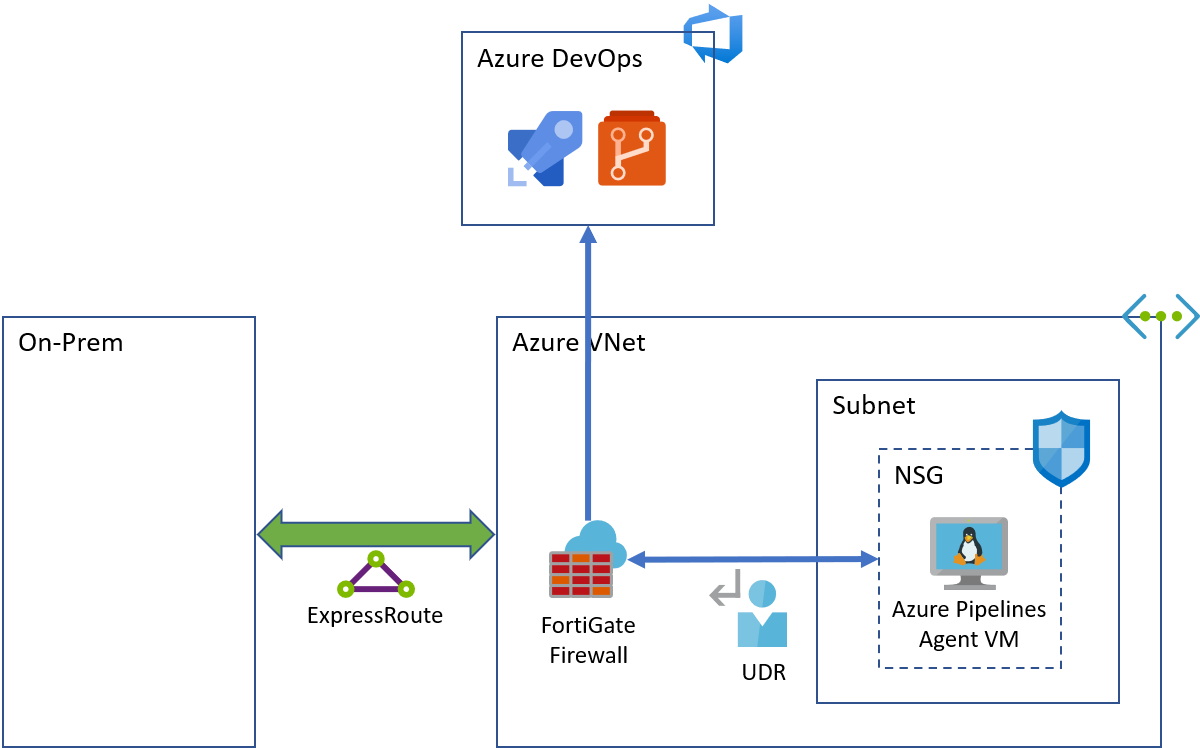 Azure DevOps
On-Prem
Azure VNet
Subnet
NSG
ExpressRoute
FortiGate
Firewall
UDR
Azure Pipelines
Agent VM